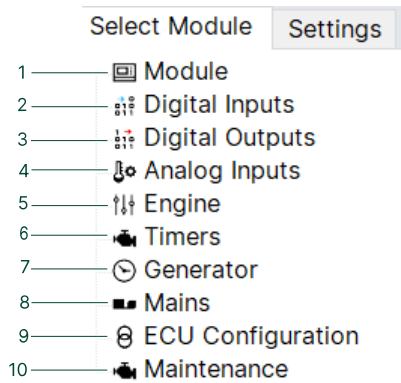 Select Module Settings
1 Module
2 Digital Inputs
3 Digital Outputs
4 Analog Inputs
5 Engine
6 Timers
7 Generator
8 Mains
9 ECU Configuration
10 Maintenance